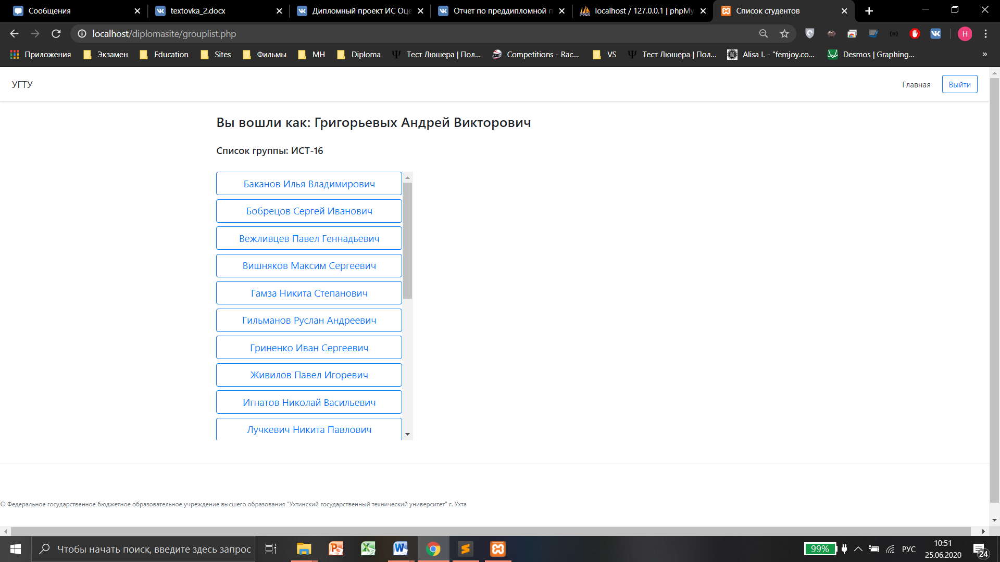 Сообщения
textovka_2.docx
Дипломный проект ИС Оце
Отчет по преддипломной п
localhost / 127.0.0.1 | phpMy
Список студентов
localhost/diplomasite/grouplist.php
H
Приложения
Экзамен
Education
Sites
Фильмы
МН
Diploma
Тест Люшера | Пол...
Competitions - Rac...
VS
Тест Люшера | Пол...
Alisa I. - "femjoy.co...
Desmos | Graphing...
»
УГТУ
Главная
Выйти
Вы вошли как: Григорьевых Андрей Викторович
Список группы: ИСТ-16
Баканов Илья Владимирович
Бобрецов Сергей Иванович
Вежливцев Павел Геннадьевич
Вишняков Максим Сергеевич
Гамза Никита Степанович
Гильманов Руслан Андреевич
Гриненко Иван Сергеевич
Живилов Павел Игоревич
Игнатов Николай Васильевич
Лучкевич Никита Павлович
© Федеральное государственное бюджетное образовательное учреждение высшего образования "Ухтинский государственный технический университет" г. Ухта
Чтобы начать поиск, введите здесь запрос
99%
РУС
10:51
25.06.2020
24